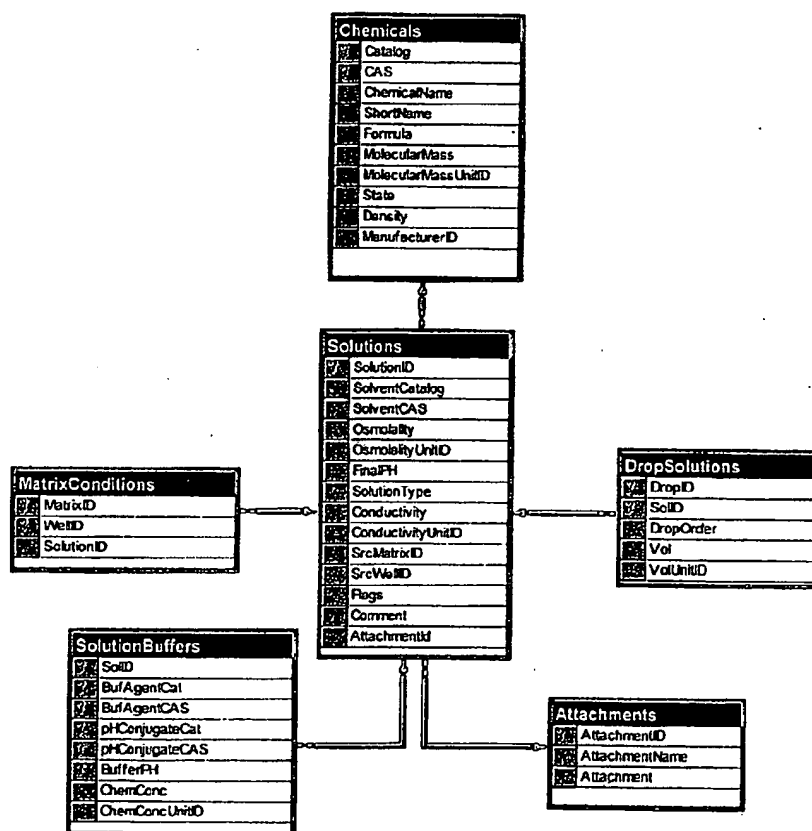 Chemicals
Catalog
CAS
ChemicalName
ShortName
Formula
MolecularMass
MolecularMassUnitID
State
Density
ManufacturerID
Solutions
SolutionID
SolventCatalog
SolventCAS
Osmolality
OsmolalityUnitID
FinalPH
SolutionType
Conductivity
ConductivityUnitID
SrcMatrixID
SrcWellID
Flags
Comment
AttachmentId
MatrixConditions
MatrixID
WellID
SolutionID
DropSolutions
DropID
SolID
DropOrder
Vol
VolUnitID
SolutionBuffers
SolID
BufAgentCat
BufAgentCAS
pHConjugateCat
pHConjugateCAS
BufferPH
ChemConc
ChemConcUnitID
Attachments
AttachmentID
AttachmentName
Attachment